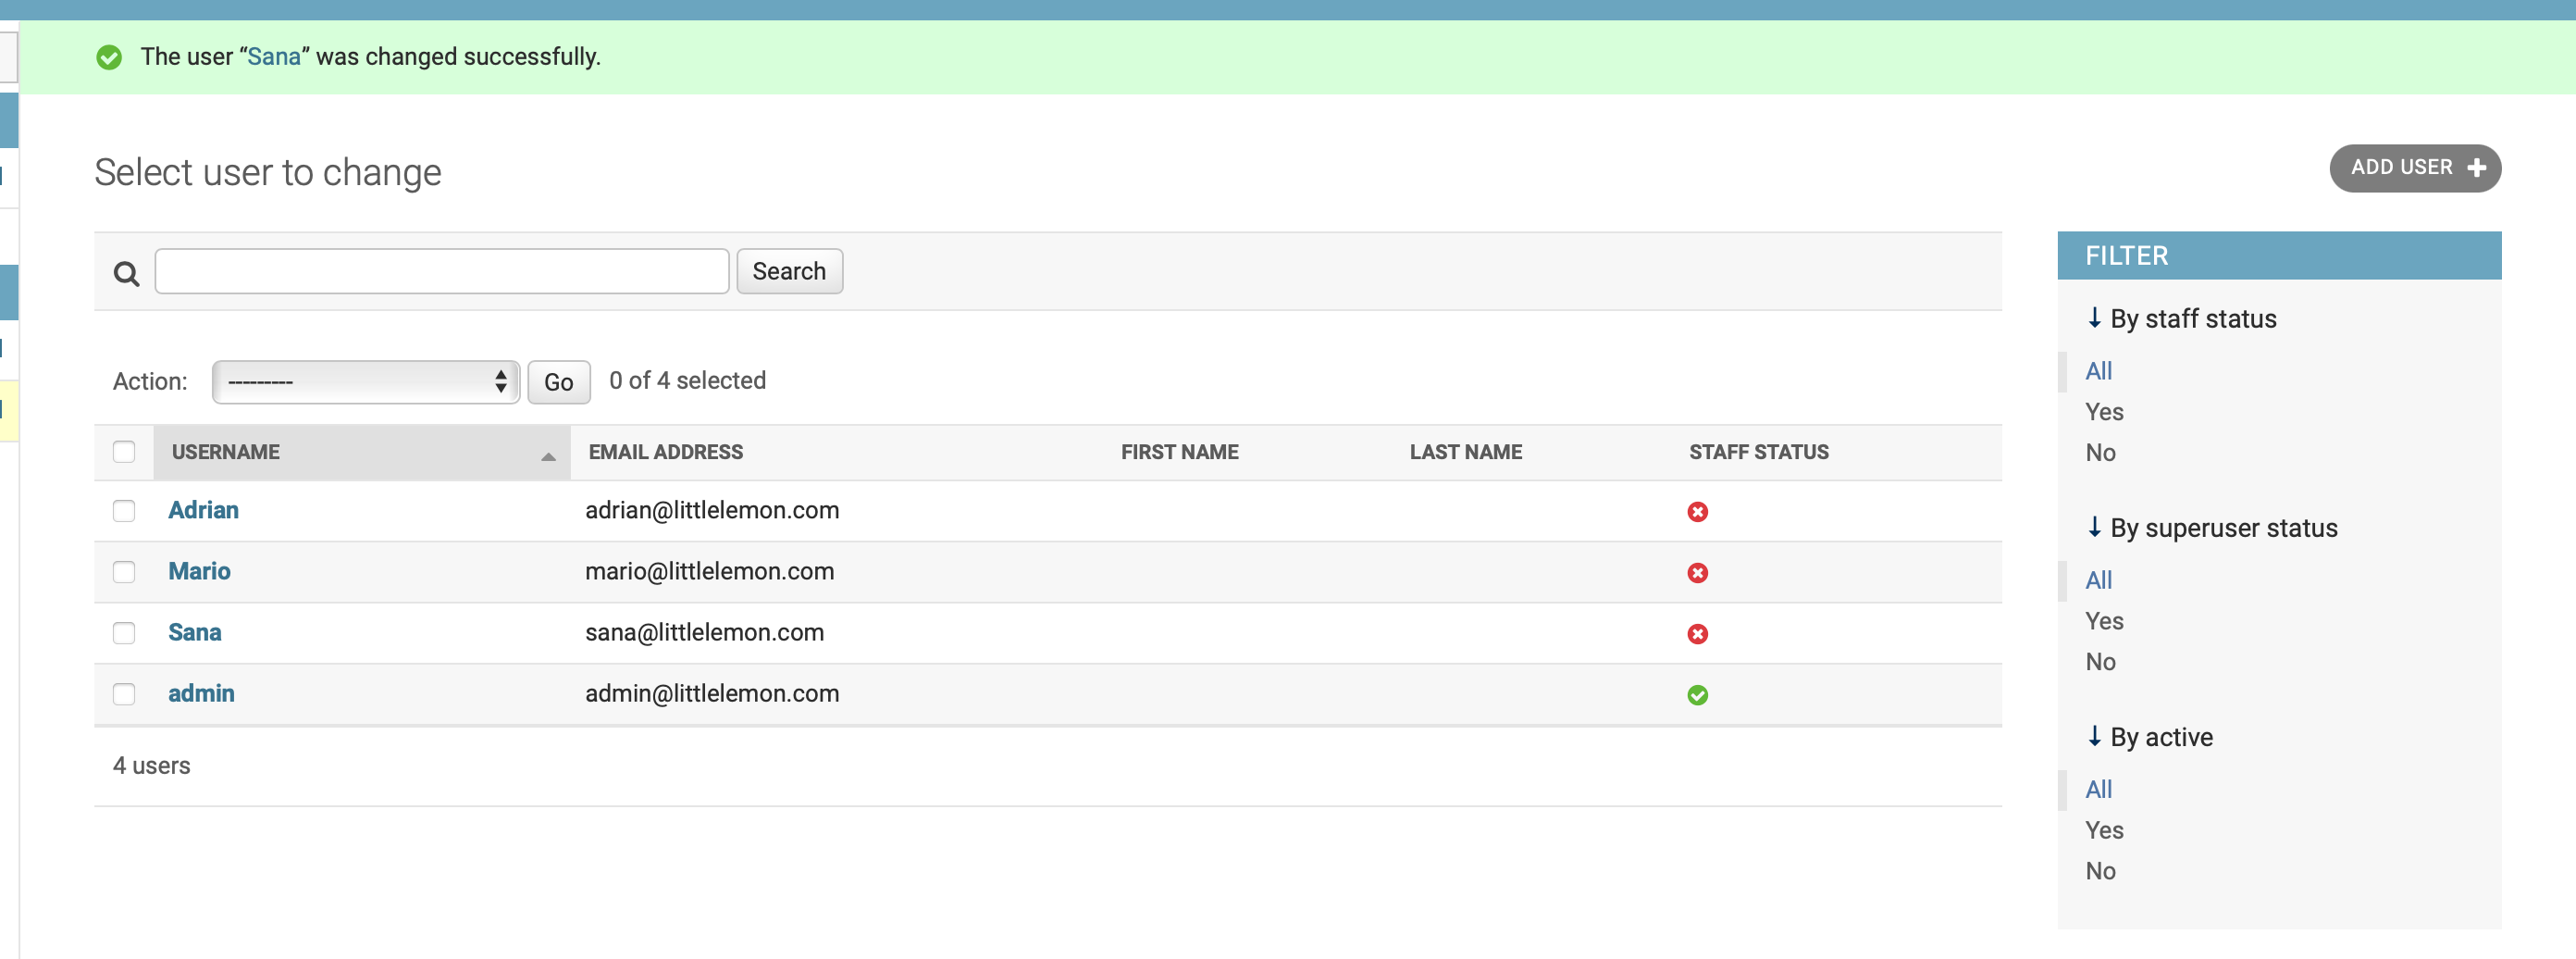 The user “Sana” was changed successfully.
Select user to change
ADD USER
Search
Action: --------- Go 0 of 4 selected
USERNAME EMAIL ADDRESS FIRST NAME LAST NAME STAFF STATUS
Adrian adrian@littlelemon.com
Mario mario@littlelemon.com
Sana sana@littlelemon.com
admin admin@littlelemon.com
4 users
FILTER
↓ By staff status
All
Yes
No
↓ By superuser status
All
Yes
No
↓ By active
All
Yes
No